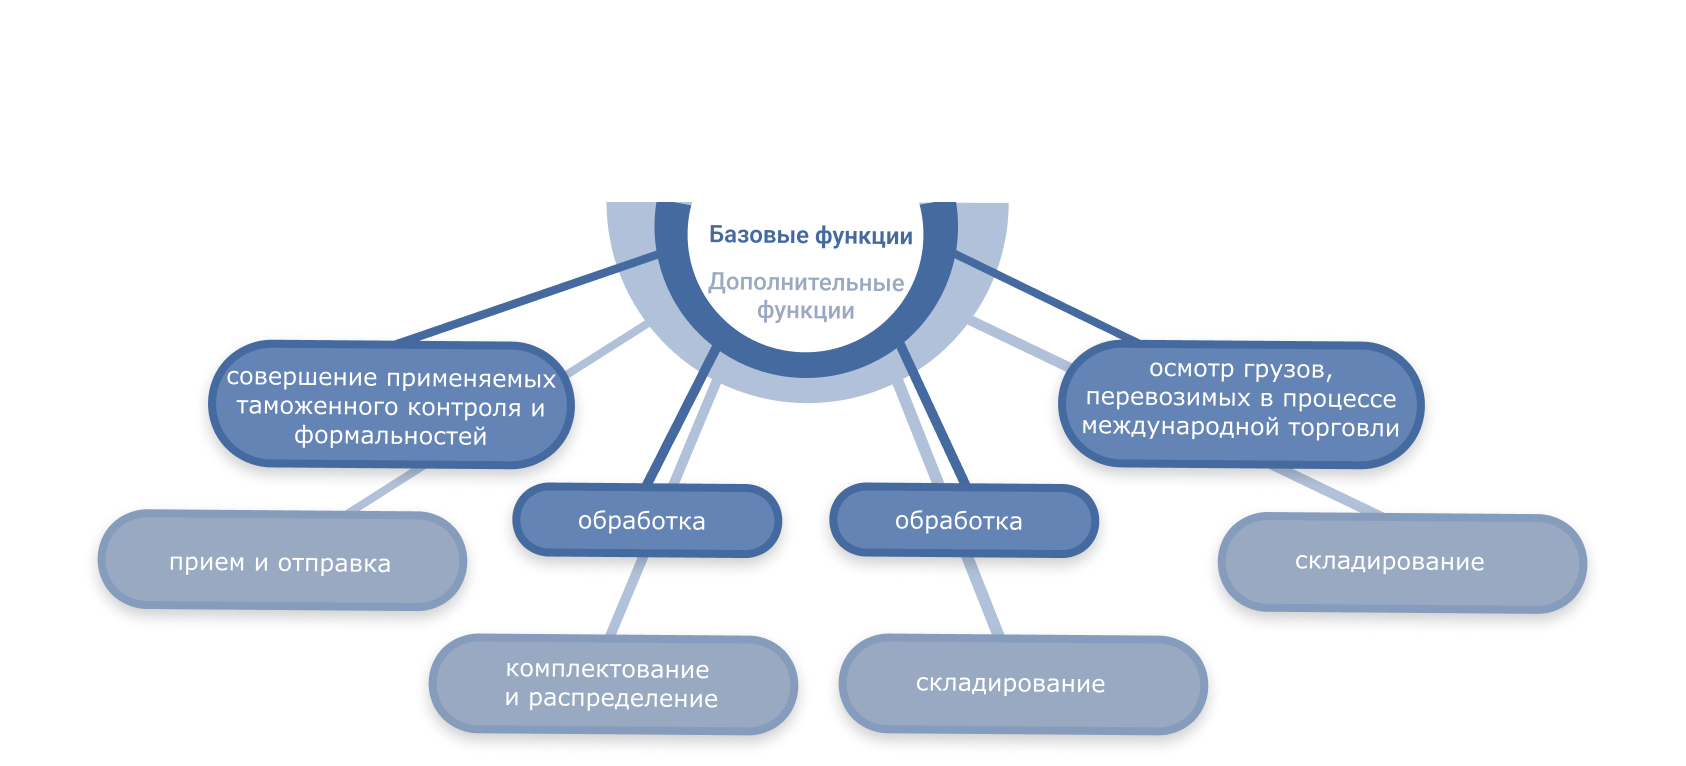 Базовые функции
Дополнительные
функции
совершение применяемых
таможенного контроля и
формальностей
осмотр грузов,
перевозимых в процессе
международной торговли
обработка
обработка
прием и отправка
складирование
комплектование
и распределение
складирование